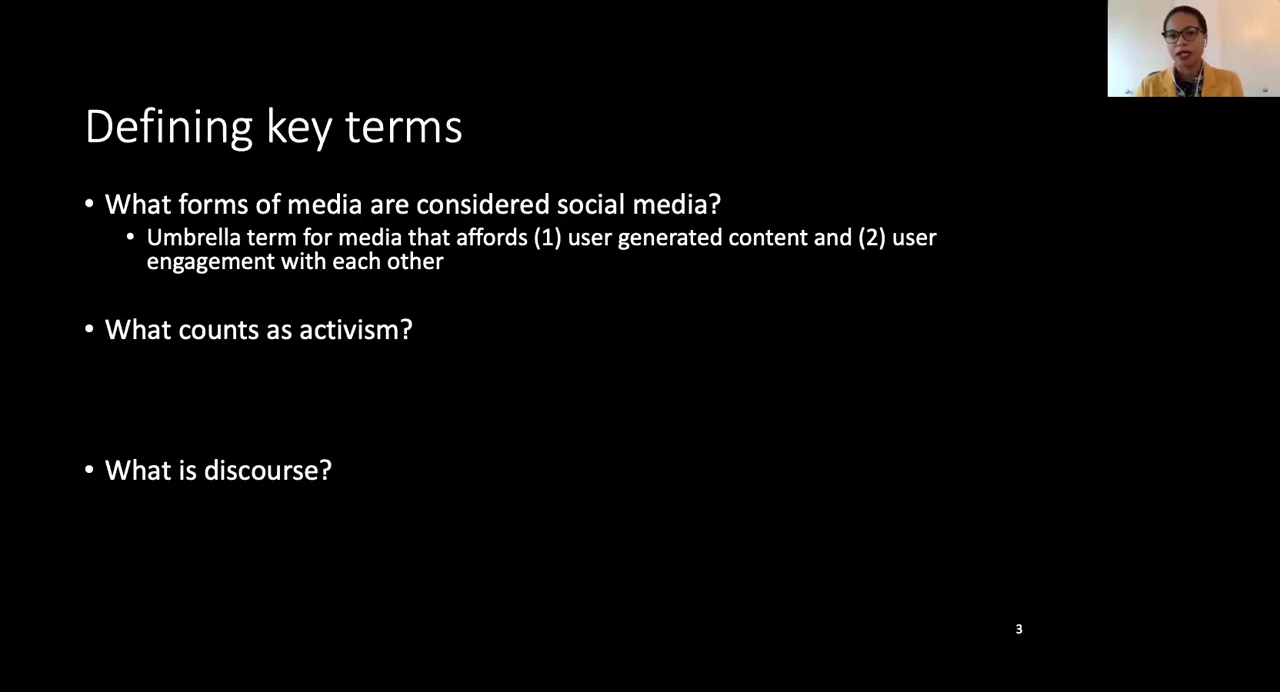 Defining key terms
• What forms of media are considered social media?
• Umbrella term for media that affords (1) user generated content and (2) user
engagement with each other
• What counts as activism?
• What is discourse?
3